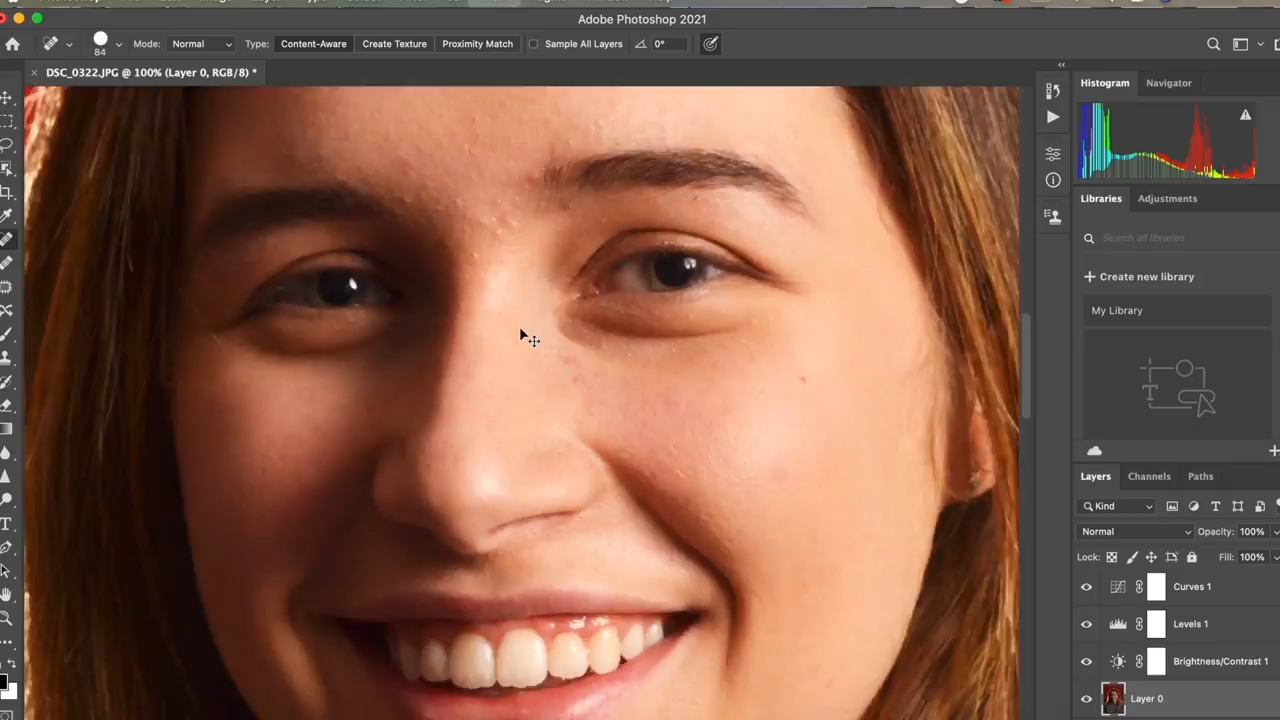 Adobe Photoshop 2021
84
Mode: Normal
Type: Content-Aware Create Texture Proximity Match
Sample All Layers
0°
× DSC_0322.JPG @ 100% (Layer 0, RGB/8) *
Histogram Navigator
Libraries Adjustments
Search all libraries
+ Create new library
My Library
Layers Channels Paths
Kind
Normal Opacity: 100%
Lock: Fill: 100%
Curves 1
Levels 1
Brightness/Contrast 1
Layer 0